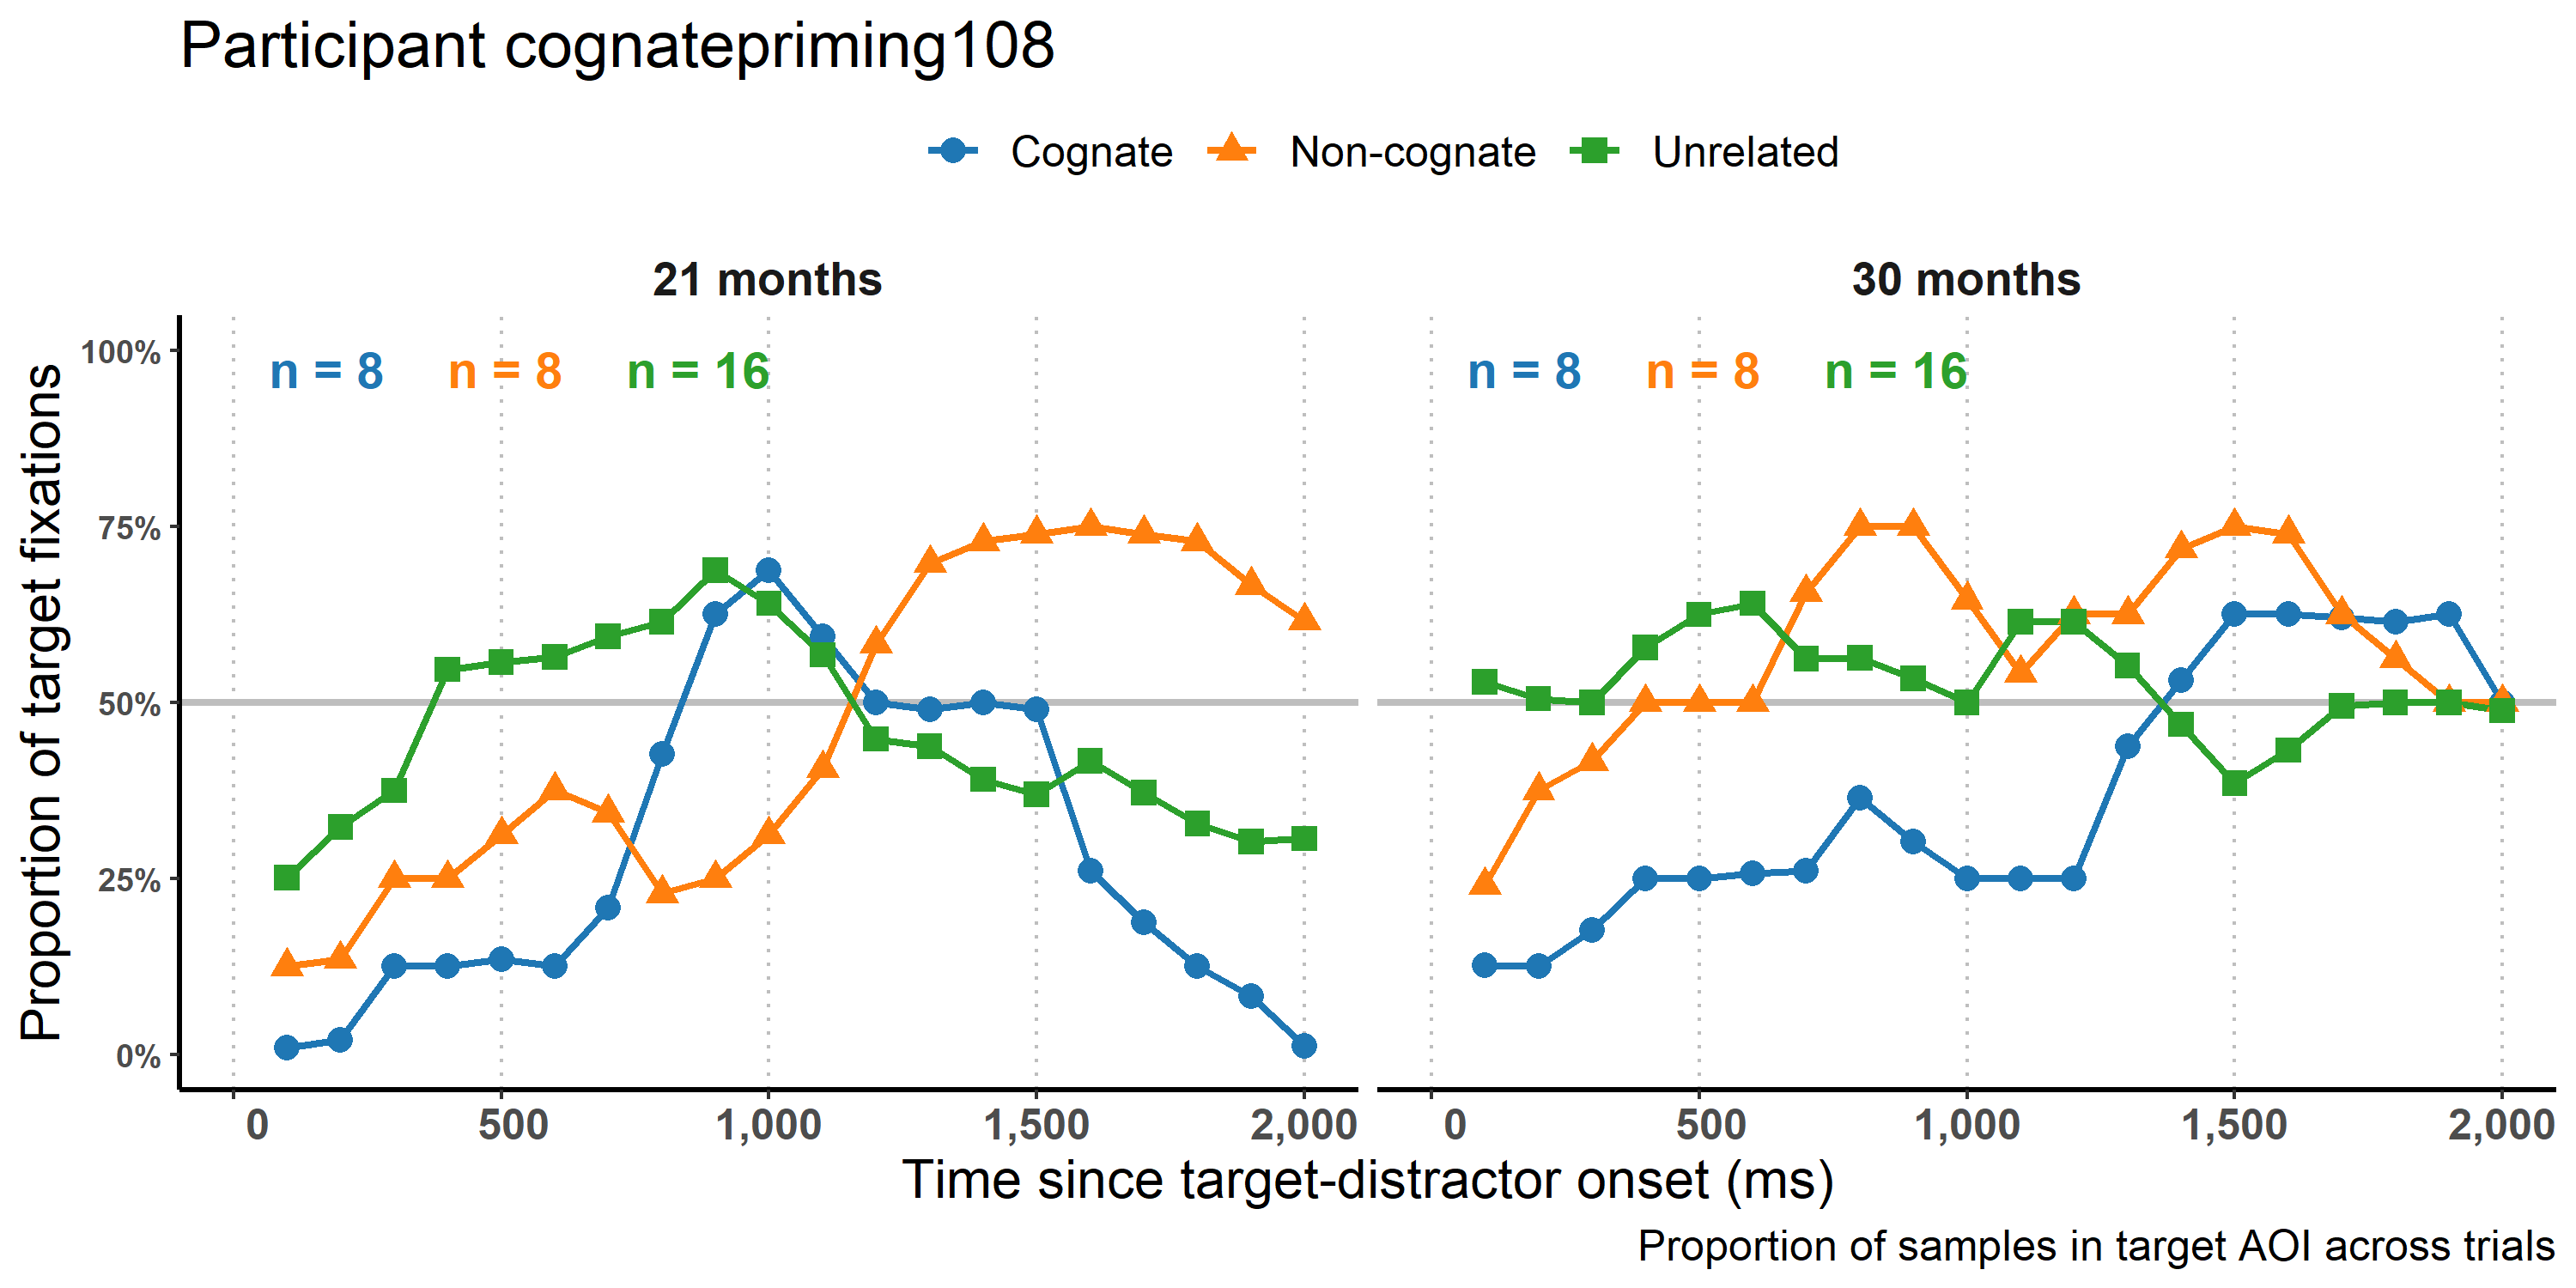 Participant cognatepriming108
Cognate Non-cognate Unrelated
21 months 30 months
n = 8 n = 8 n = 16 n = 8 n = 8 n = 16
Proportion of target fixations
100%
75%
50%
25%
0%
0 500 1,000 1,500 2,000 0 500 1,000 1,500 2,000
Time since target-distractor onset (ms)
Proportion of samples in target AOI across trials